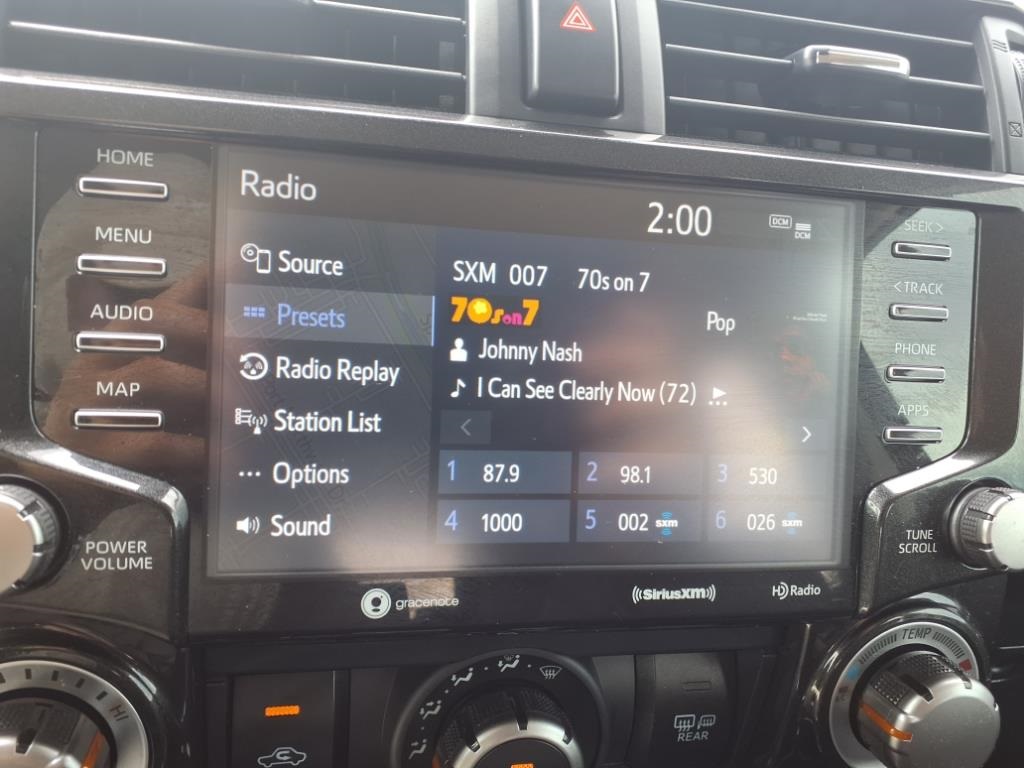 HOME
MENU
AUDIO
MAP
POWER
VOLUME
Radio
2:00
DCM
DCM
Source
Presets
Radio Replay
Station List
Options
Sound
SXM 007 70s on 7
70s on 7
Pop
Johnny Nash
I Can See Clearly Now (72)
<
>
1 87.9
2 98.1
3 530
4 1000
5 002 sxm
6 026 sxm
SEEK >
< TRACK
PHONE
APPS
TUNE
SCROLL
gracenote
SiriusXM
HD Radio
HI
REAR
TEMP